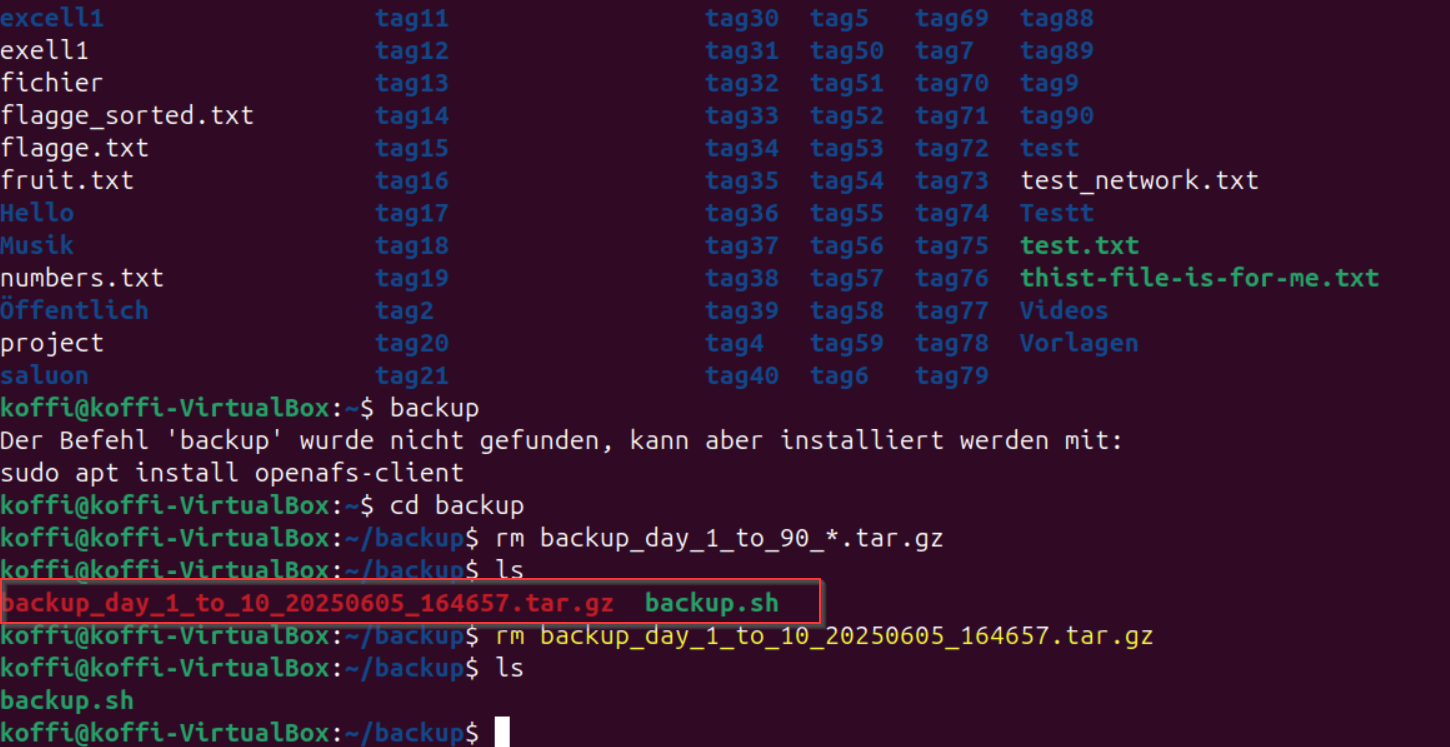 excell1 tag11 tag30 tag5 tag69 tag88
exell1 tag12 tag31 tag50 tag7 tag89
fichier tag13 tag32 tag51 tag70 tag9
flagge_sorted.txt tag14 tag33 tag52 tag71 tag90
flagge.txt tag15 tag34 tag53 tag72 test
fruit.txt tag16 tag35 tag54 tag73 test_network.txt
Hello tag17 tag36 tag55 tag74 Testt
Musik tag18 tag37 tag56 tag75 test.txt
numbers.txt tag19 tag38 tag57 tag76 thist-file-is-for-me.txt
Öffentlich tag2 tag39 tag58 tag77 Videos
project tag20 tag4 tag59 tag78 Vorlagen
saluon tag21 tag40 tag6 tag79
koffi@koffi-VirtualBox:~$ backup
Der Befehl 'backup' wurde nicht gefunden, kann aber installiert werden mit:
sudo apt install openafs-client
koffi@koffi-VirtualBox:~$ cd backup
koffi@koffi-VirtualBox:~/backup$ rm backup_day_1_to_90_*.tar.gz
koffi@koffi-VirtualBox:~/backup$ ls
backup_day_1_to_10_20250605_164657.tar.gz backup.sh
koffi@koffi-VirtualBox:~/backup$ rm backup_day_1_to_10_20250605_164657.tar.gz
koffi@koffi-VirtualBox:~/backup$ ls
backup.sh
koffi@koffi-VirtualBox:~/backup$